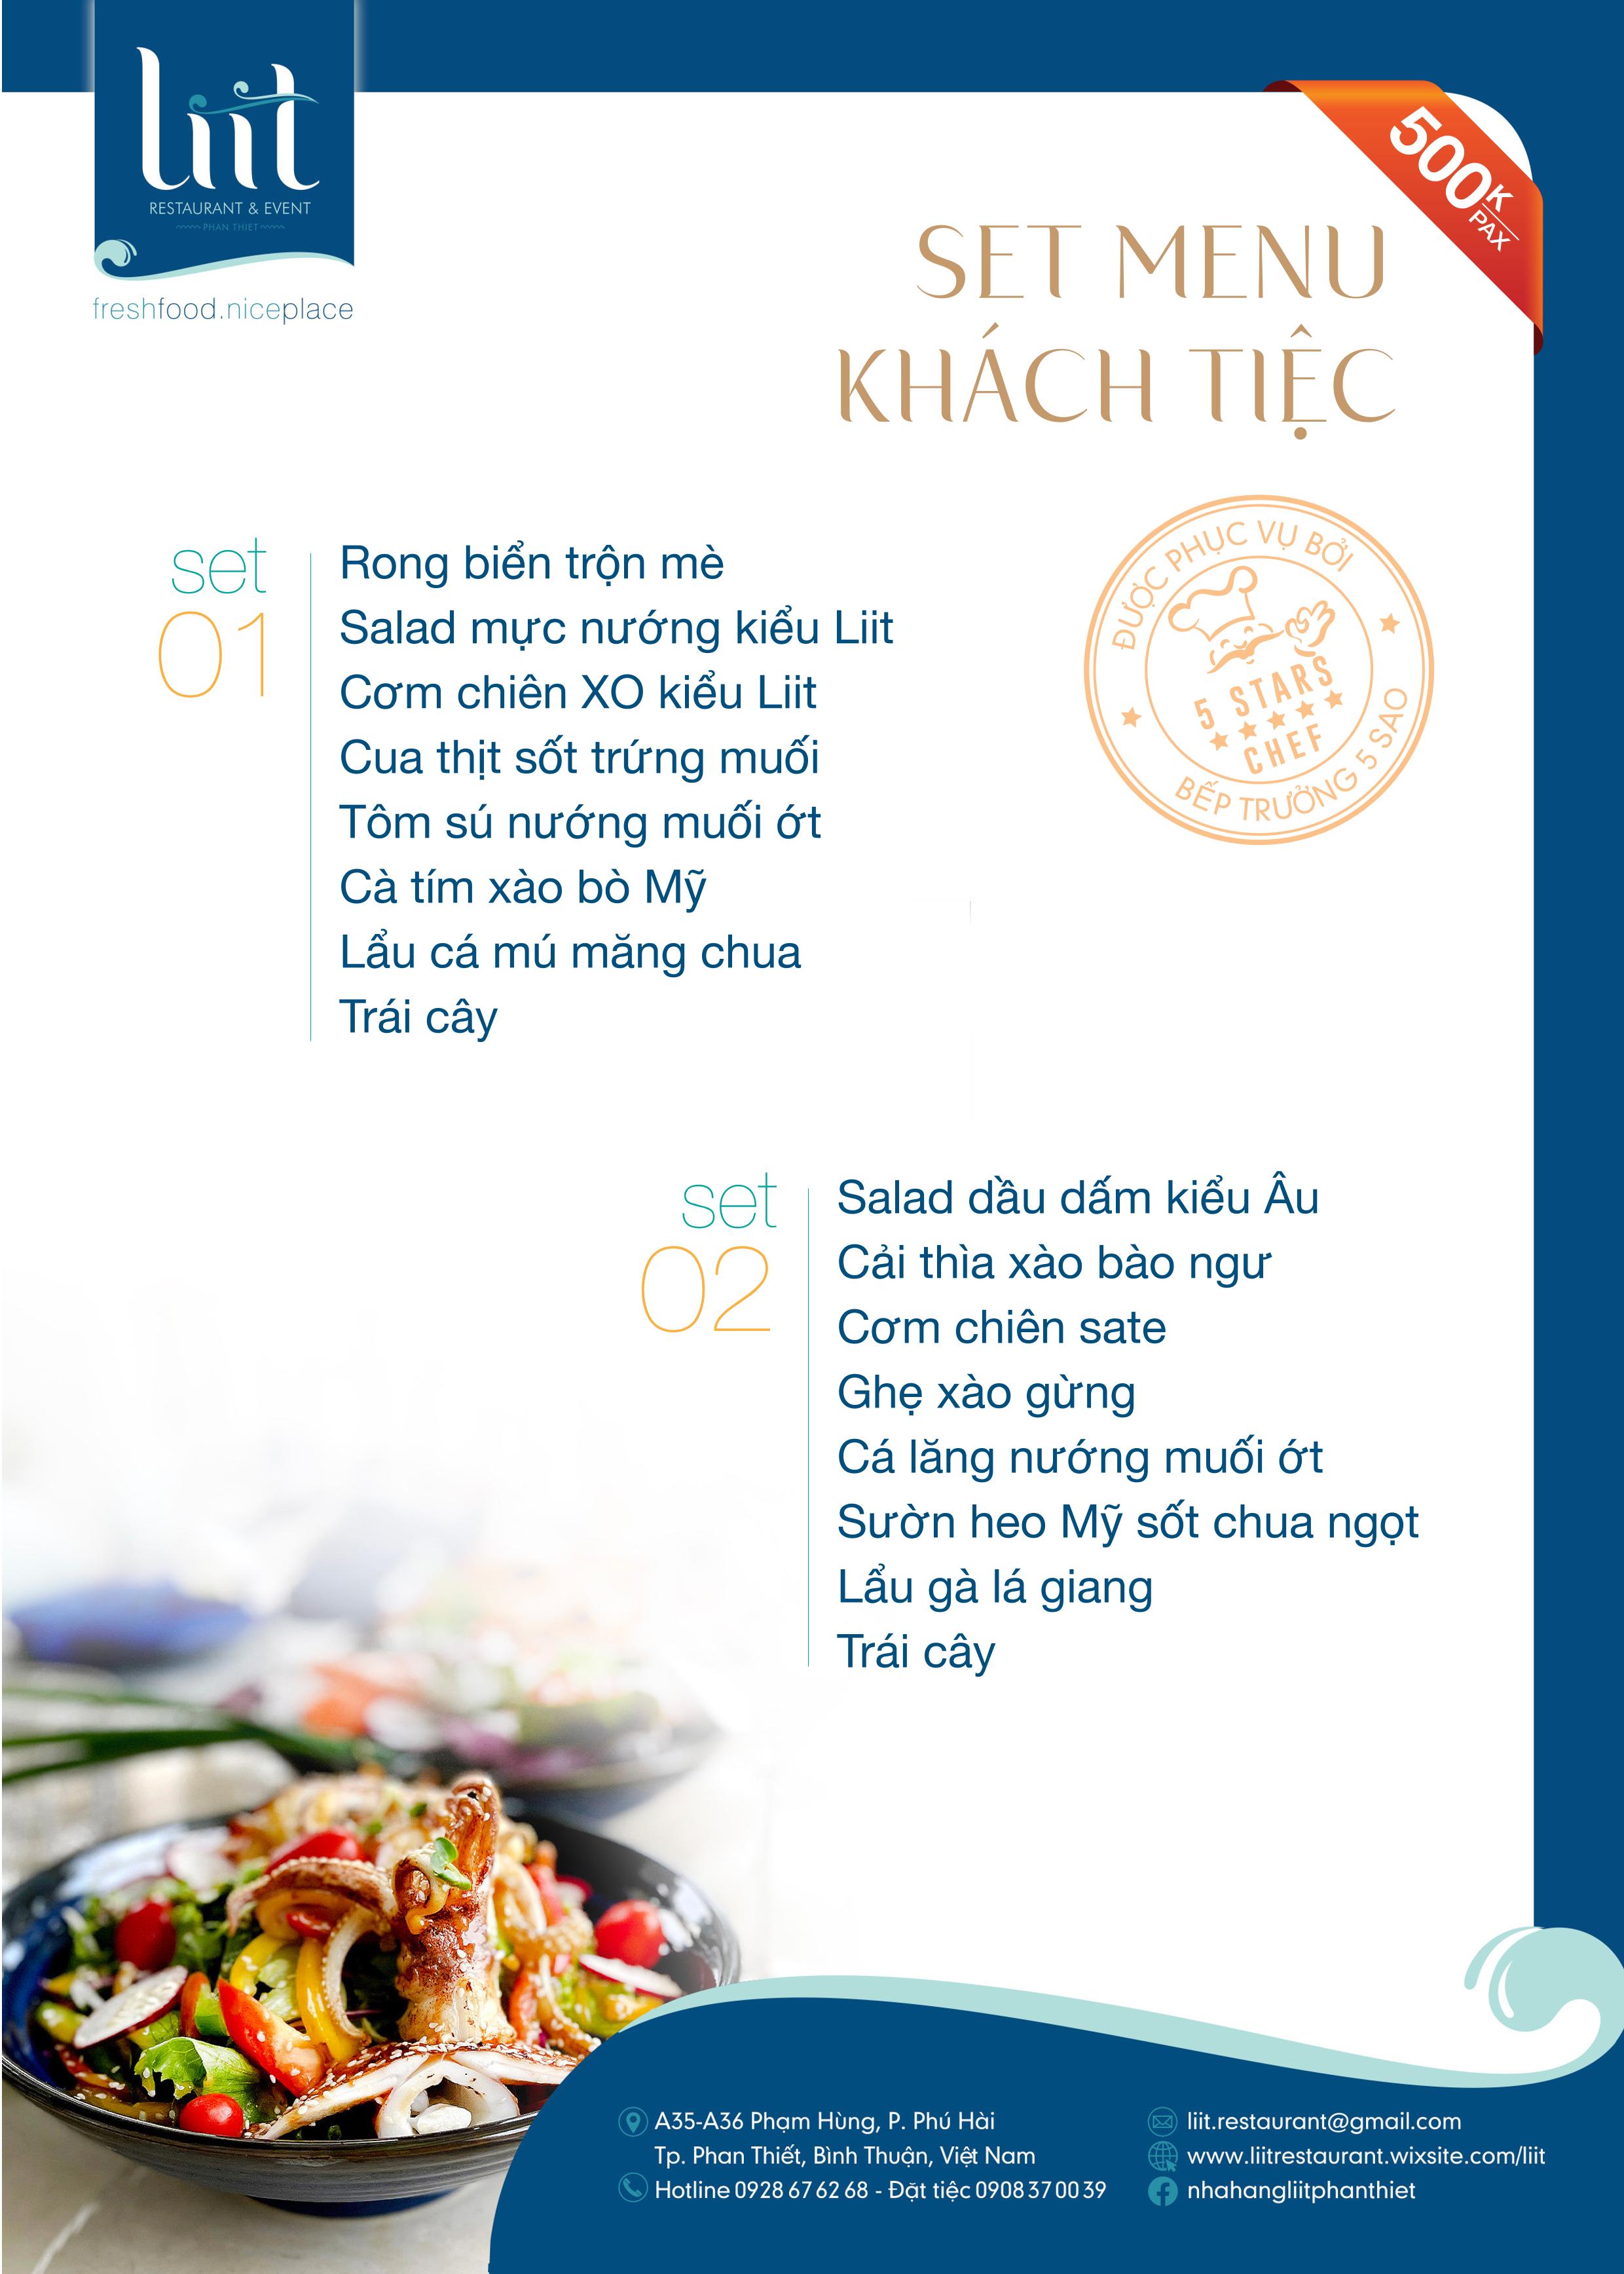 liit
RESTAURANT & EVENT
PHAN THIET
freshfood.niceplace
500K
PAX
SET MENU
KHÁCH TIỆC
ĐƯỢC PHỤC VỤ BỞI
5 STARS
CHEF
BẾP TRƯỞNG 5 SAO
set
01
Rong biển trộn mè
Salad mực nướng kiểu Liit
Cơm chiên XO kiểu Liit
Cua thịt sốt trứng muối
Tôm sú nướng muối ớt
Cà tím xào bò Mỹ
Lẩu cá mú măng chua
Trái cây
set
02
Salad dầu dấm kiểu Âu
Cải thìa xào bào ngư
Cơm chiên sate
Ghẹ xào gừng
Cá lăng nướng muối ớt
Sườn heo Mỹ sốt chua ngọt
Lẩu gà lá giang
Trái cây
A35-A36 Phạm Hùng, P. Phú Hài
Tp. Phan Thiết, Bình Thuận, Việt Nam
Hotline 0928 67 62 68 - Đặt tiệc 0908 37 00 39
liit.restaurant@gmail.com
www.liitrestaurant.wixsite.com/liit
nhahangliitphanthiet